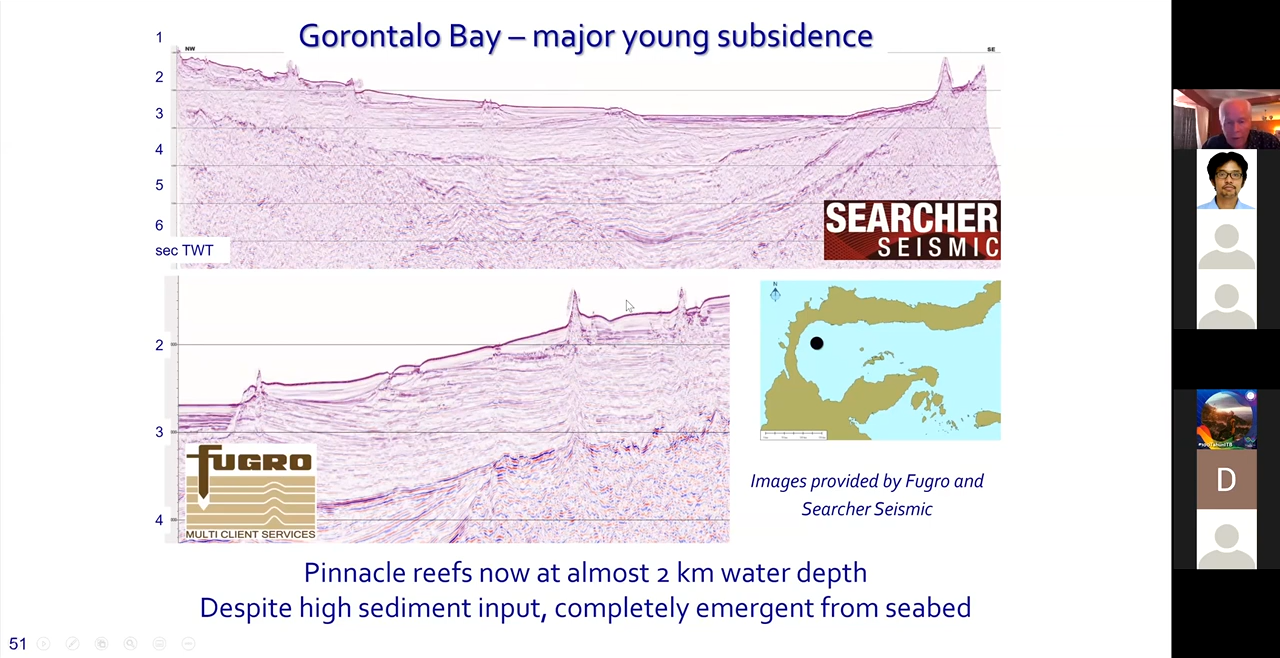 Gorontalo Bay – major young subsidence
NW
SE
1
2
3
4
5
6
sec TWT
SEARCHER
SEISMIC
2
3
4
FUGRO
MULTI CLIENT SERVICES
N
Images provided by Fugro and
Searcher Seismic
Pinnacle reefs now at almost 2 km water depth
Despite high sediment input, completely emergent from seabed
51
D